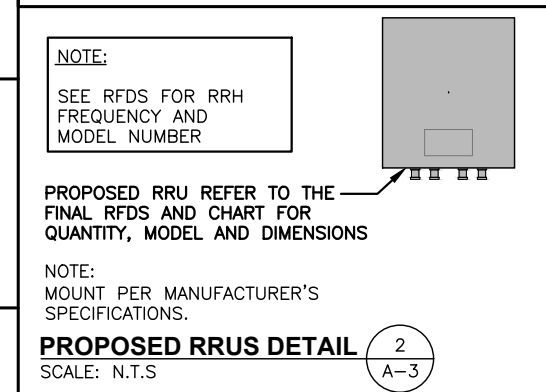 NOTE:
SEE RFDS FOR RRH
FREQUENCY AND
MODEL NUMBER
PROPOSED RRU REFER TO THE
FINAL RFDS AND CHART FOR
QUANTITY, MODEL AND DIMENSIONS
NOTE:
MOUNT PER MANUFACTURER'S
SPECIFICATIONS.
PROPOSED RRUS DETAIL
SCALE: N.T.S
2
A-3